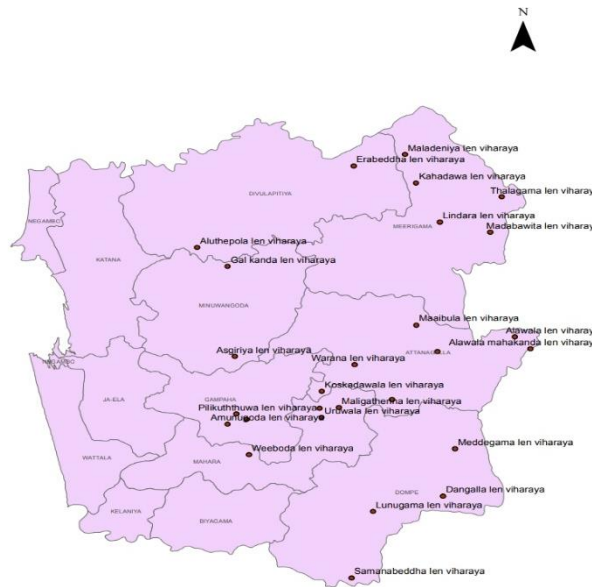 N
Maladeniya len viharaya
Erabeddha len viharaya
Kahadawa len viharaya
DIVULAPITIYA
Thalagama len viharaya
NEGAMBO
Lindara len viharaya
MEERIGAMA
Madabawita len viharaya
Aluthepola len viharaya
KATANA
Gal kanda len viharaya
MINUWANGODA
Maaibula len viharaya
Alawala len viharaya
Alawala mahakanda len viharaya
Asgiriya len viharaya
ATTANAGALLA
NEGAMBO
Warana len viharaya
Koskadawala len viharaya
JA-ELA
GAMPAHA
Maligathenna len viharaya
Pilikuththuwa len viharaya
Uruwala len viharaya
Amunugoda len viharaya
Meddegama len viharaya
Weeboda len viharaya
WATTALA
MAHARA
DOMPE
Dangalla len viharaya
Lunugama len viharaya
KELANIYA
BIYAGAMA
Samanabeddha len viharaya